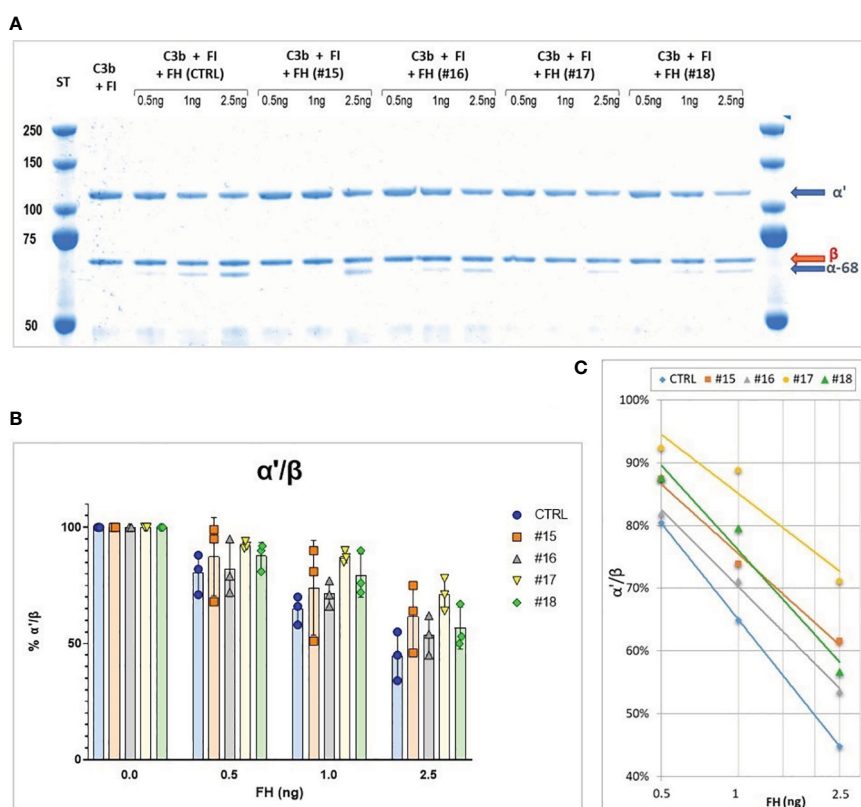 A
C3b + FI
+ FH (CTRL)
C3b + FI
+ FH (#15)
C3b + FI
+ FH (#16)
C3b + FI
+ FH (#17)
C3b + FI
+ FH (#18)
ST
C3b
+ FI
0.5ng 1ng 2.5ng 0.5ng 1ng 2.5ng 0.5ng 1ng 2.5ng 0.5ng 1ng 2.5ng 0.5ng 1ng 2.5ng
250
150
100
75
50
α'
β
α-68
B
α'/β
% α'/β
100
50
0
0.0 0.5 1.0 2.5
FH (ng)
CTRL
#15
#16
#17
#18
C
CTRL #15 #16 #17 #18
α'/β
100%
90%
80%
70%
60%
50%
40%
0.5 1 2.5
FH (ng)